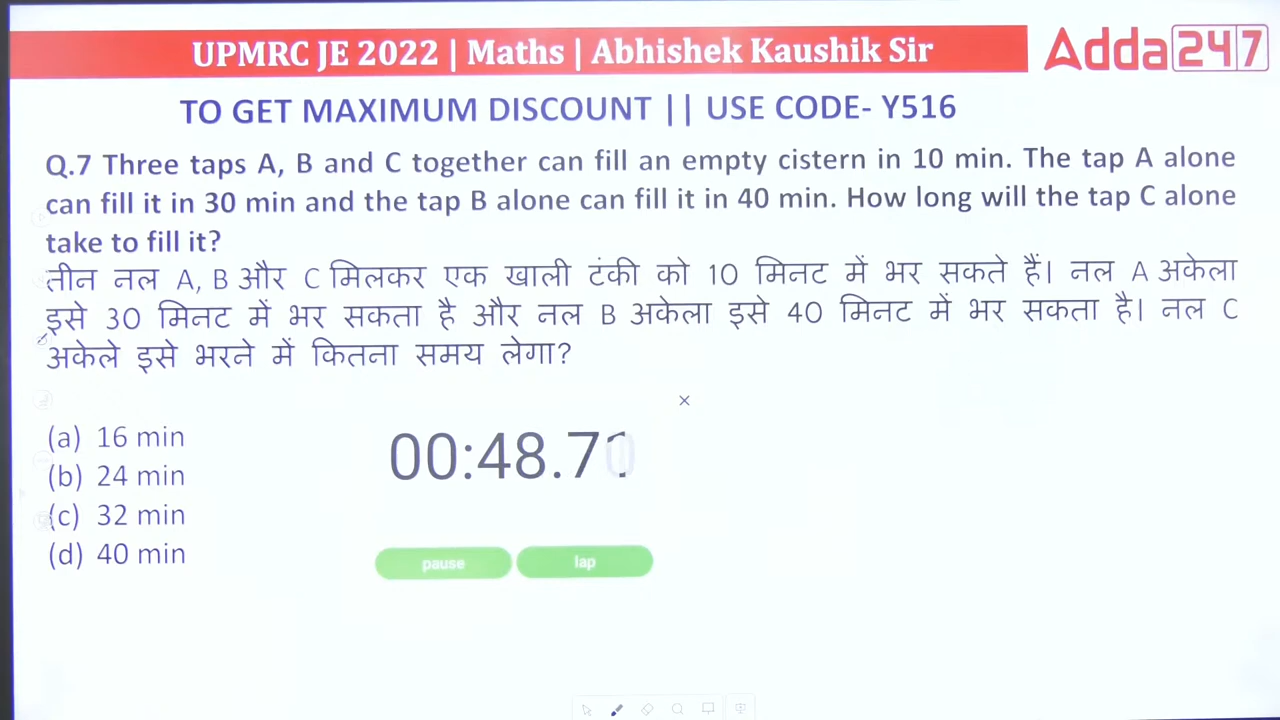 UPMRC JE 2022 | Maths | Abhishek Kaushik Sir
Adda247
TO GET MAXIMUM DISCOUNT || USE CODE- Y516
Q.7 Three taps A, B and C together can fill an empty cistern in 10 min. The tap A alone
can fill it in 30 min and the tap B alone can fill it in 40 min. How long will the tap C alone
take to fill it?
तीन नल A, B और C मिलकर एक खाली टंकी को 10 मिनट में भर सकते हैं। नल A अकेला
इसे 30 मिनट में भर सकता है और नल B अकेला इसे 40 मिनट में भर सकता है। नल C
अकेले इसे भरने में कितना समय लेगा?
×
(a) 16 min
00:48.7
(b) 24 min
(c) 32 min
(d) 40 min
pause
lap